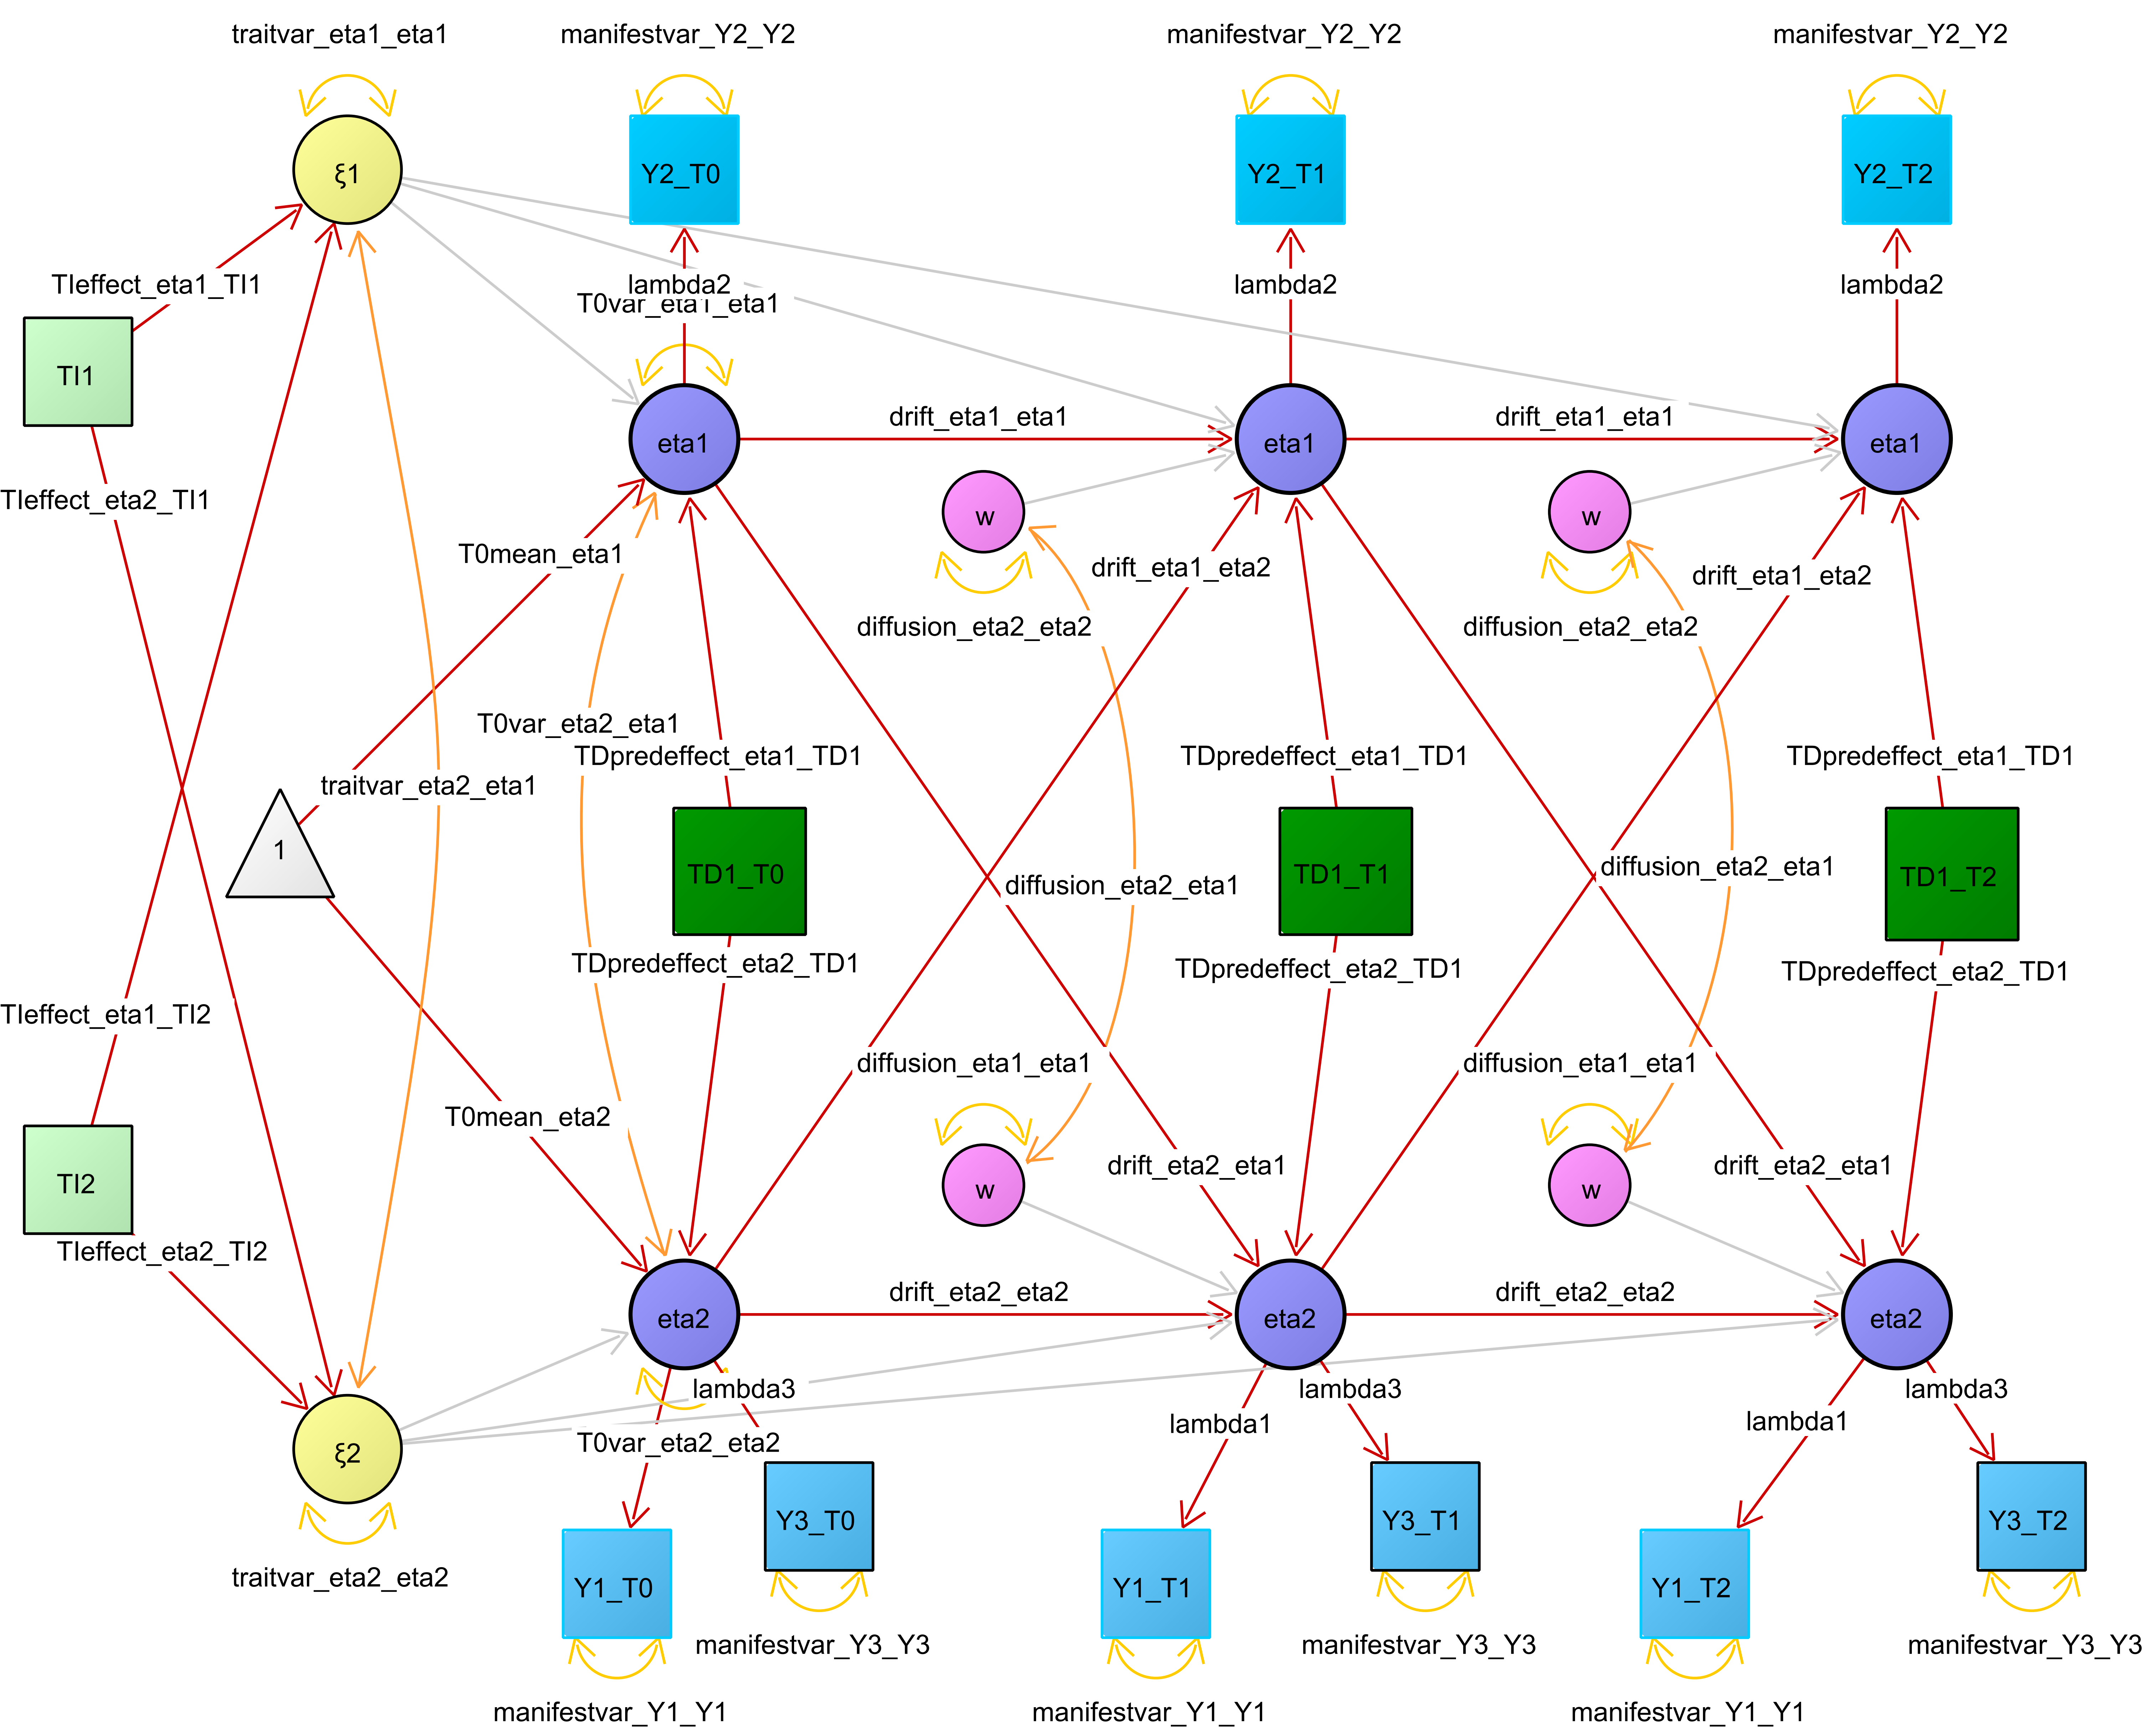 traitvar_eta1_eta1
manifestvar_Y2_Y2
manifestvar_Y2_Y2
manifestvar_Y2_Y2
ξ1
Y2_T0
Y2_T1
Y2_T2
TIeffect_eta1_TI1
lambda2
lambda2
lambda2
T0var_eta1_eta1
TI1
drift_eta1_eta1
drift_eta1_eta1
eta1
eta1
eta1
TIeffect_eta2_TI1
w
w
T0mean_eta1
drift_eta1_eta2
drift_eta1_eta2
diffusion_eta2_eta2
diffusion_eta2_eta2
T0var_eta2_eta1
TDpredeffect_eta1_TD1
TDpredeffect_eta1_TD1
TDpredeffect_eta1_TD1
traitvar_eta2_eta1
1
TD1_T0
TD1_T1
TD1_T2
diffusion_eta2_eta1
diffusion_eta2_eta1
TDpredeffect_eta2_TD1
TDpredeffect_eta2_TD1
TDpredeffect_eta2_TD1
TIeffect_eta1_TI2
diffusion_eta1_eta1
diffusion_eta1_eta1
T0mean_eta2
drift_eta2_eta1
drift_eta2_eta1
TI2
w
w
TIeffect_eta2_TI2
drift_eta2_eta2
drift_eta2_eta2
eta2
eta2
eta2
lambda3
lambda3
lambda3
lambda1
lambda1
T0var_eta2_eta2
ξ2
Y3_T0
Y3_T1
Y3_T2
traitvar_eta2_eta2
Y1_T0
Y1_T1
Y1_T2
manifestvar_Y3_Y3
manifestvar_Y3_Y3
manifestvar_Y3_Y3
manifestvar_Y1_Y1
manifestvar_Y1_Y1
manifestvar_Y1_Y1